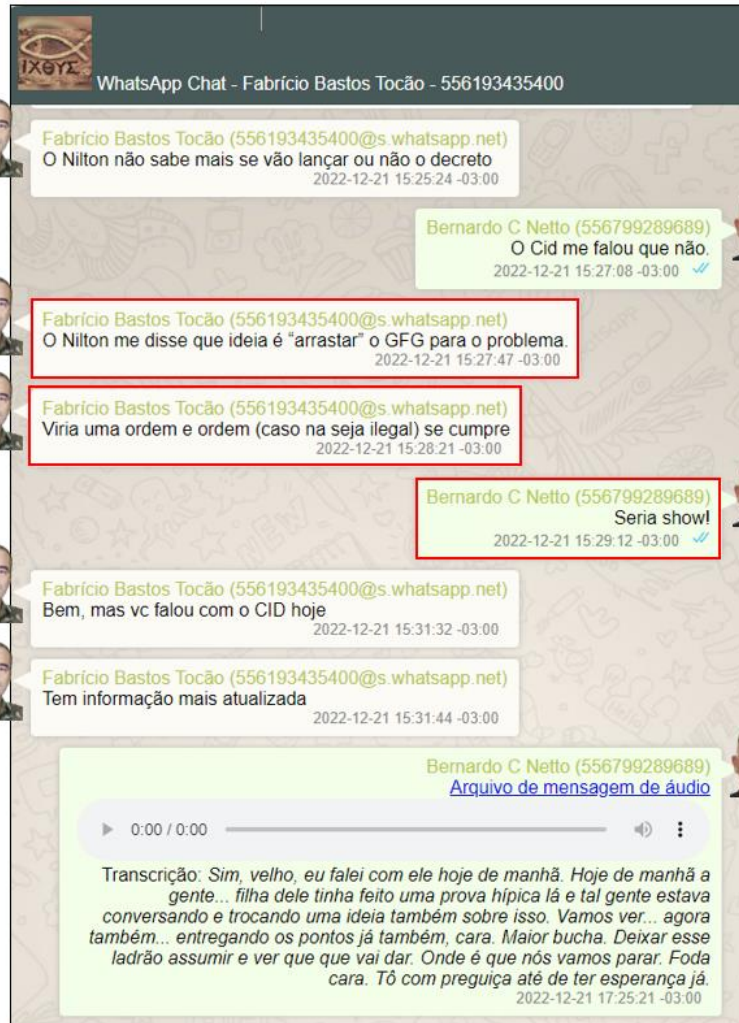 ΙΧΘΥΣ
WhatsApp Chat - Fabrício Bastos Tocão - 556193435400
Fabrício Bastos Tocão (556193435400@s.whatsapp.net)
O Nilton não sabe mais se vão lançar ou não o decreto
2022-12-21 15:25:24 -03:00
Bernardo C Netto (556799289689)
O Cid me falou que não.
2022-12-21 15:27:08 -03:00
Fabrício Bastos Tocão (556193435400@s.whatsapp.net)
O Nilton me disse que ideia é “arrastar” o GFG para o problema.
2022-12-21 15:27:47 -03:00
Fabrício Bastos Tocão (556193435400@s.whatsapp.net)
Viria uma ordem e ordem (caso na seja ilegal) se cumpre
2022-12-21 15:28:21 -03:00
Bernardo C Netto (556799289689)
Seria show!
2022-12-21 15:29:12 -03:00
Fabrício Bastos Tocão (556193435400@s.whatsapp.net)
Bem, mas vc falou com o CID hoje
2022-12-21 15:31:32 -03:00
Fabrício Bastos Tocão (556193435400@s.whatsapp.net)
Tem informação mais atualizada
2022-12-21 15:31:44 -03:00
Bernardo C Netto (556799289689)
Arquivo de mensagem de áudio
0:00 / 0:00
Transcrição: Sim, velho, eu falei com ele hoje de manhã. Hoje de manhã a
gente... filha dele tinha feito uma prova hípica lá e tal gente estava
conversando e trocando uma ideia também sobre isso. Vamos ver... agora
também... entregando os pontos já também, cara. Maior bucha. Deixar esse
ladrão assumir e ver que que vai dar. Onde é que nós vamos parar. Foda
cara. Tô com preguiça até de ter esperança já.
2022-12-21 17:25:21 -03:00